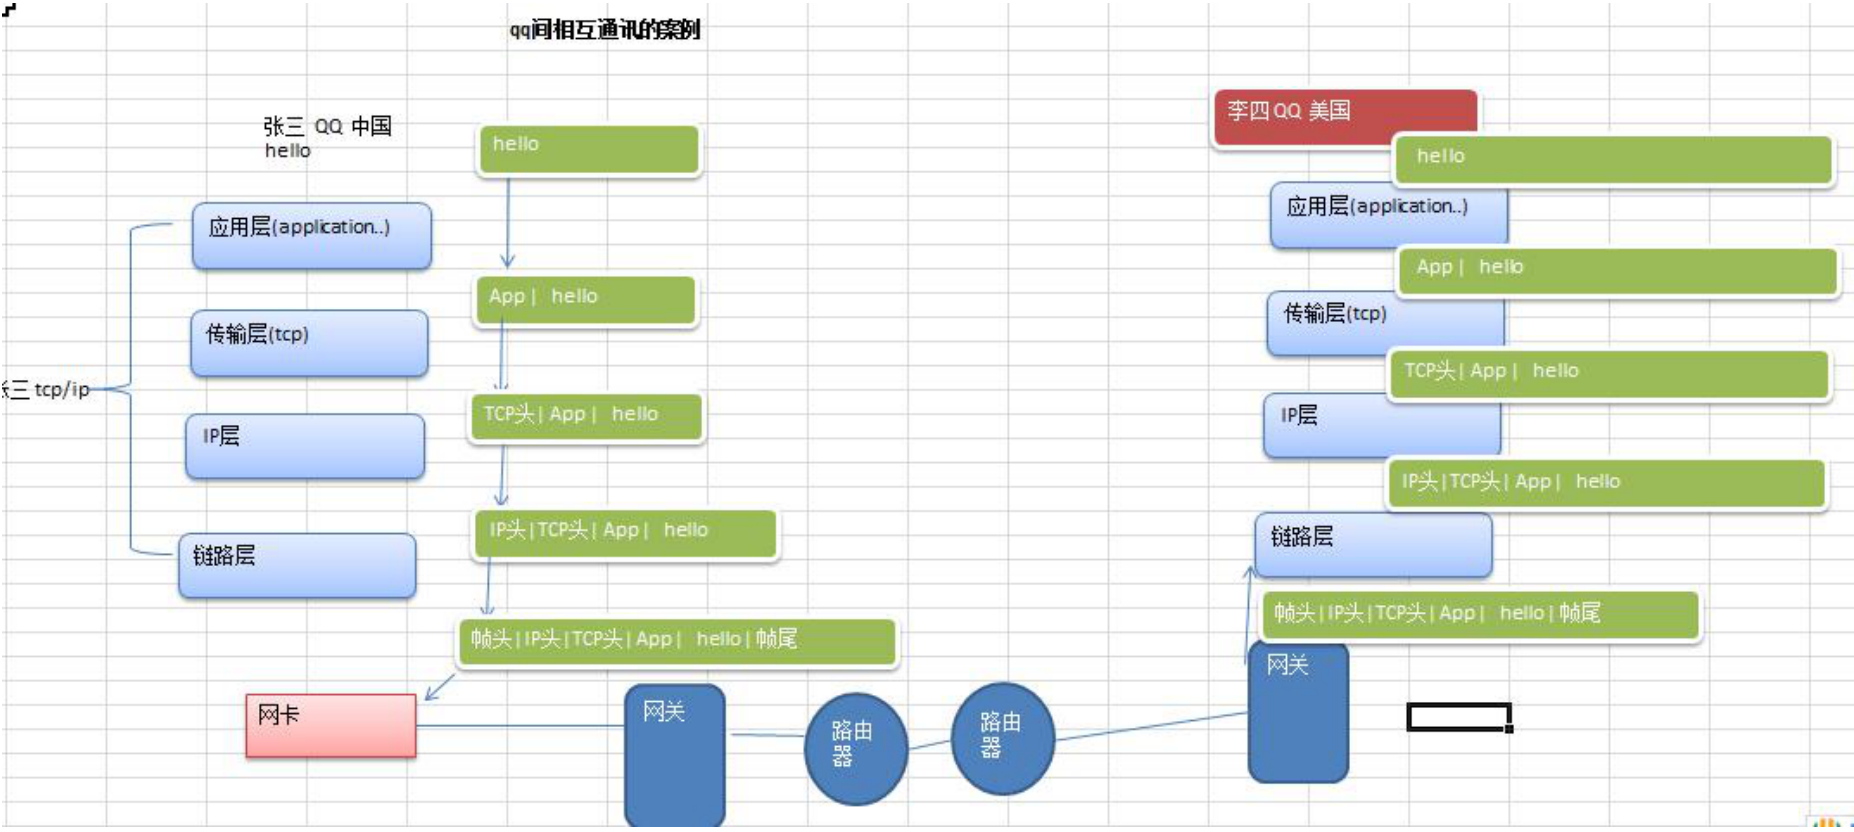 qq间相互通讯的案例
张三 QQ 中国
hello
hello
应用层(application..)
App | hello
传输层(tcp)
三 tcp/ip
TCP头 | App | hello
IP层
IP头 |TCP头 | App | hello
链路层
帧头 |IP头 |TCP头 | App | hello | 帧尾
网卡
网关
路由
器
路由
器
李四 QQ 美国
hello
应用层(application..)
App | hello
传输层(tcp)
TCP头 | App | hello
IP层
IP头 |TCP头 | App | hello
链路层
帧头 |IP头 |TCP头 | App | hello | 帧尾
网关